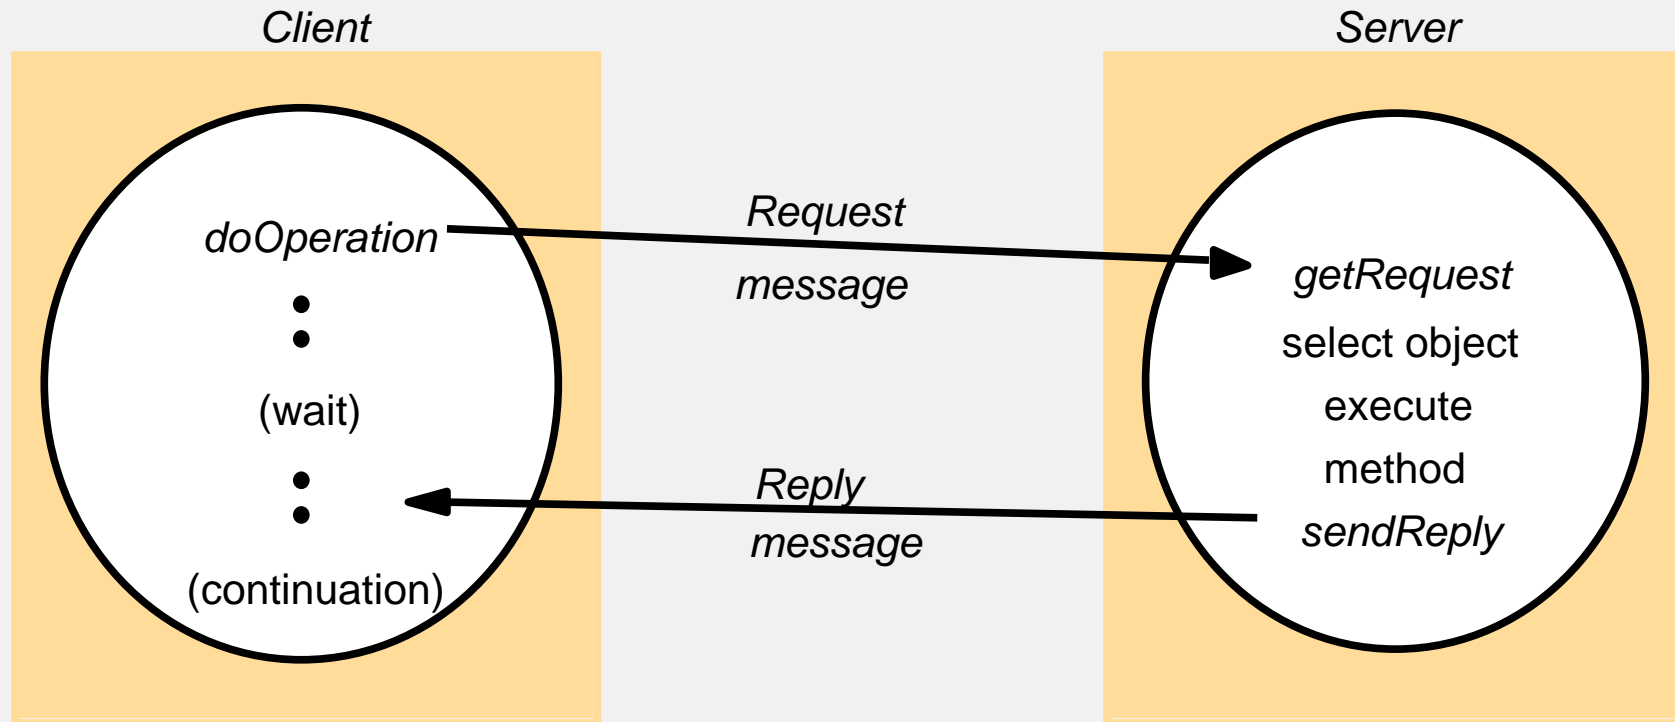 Client
Server
doOperation
(wait)
(continuation)
Request
message
Reply
message
getRequest
select object
execute
method
sendReply